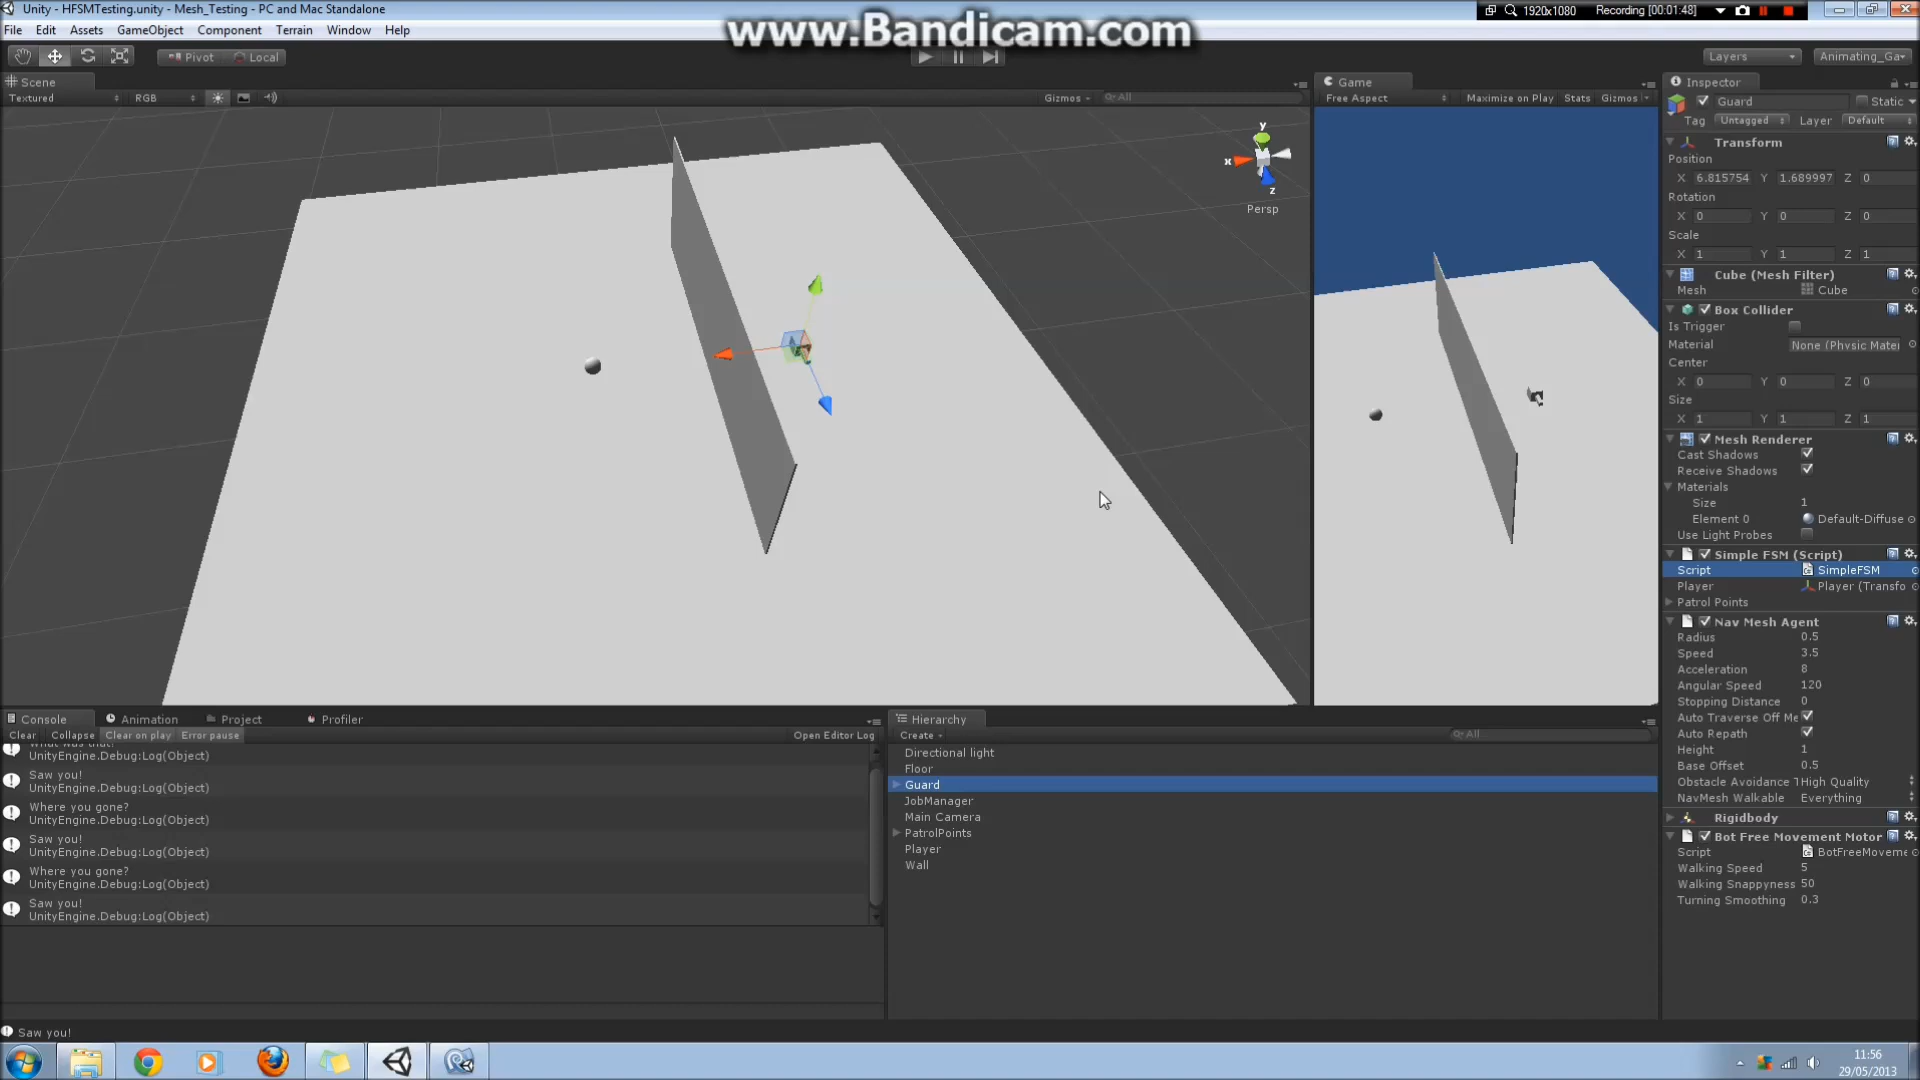 Unity - HFSMTesting.unity - Mesh_Testing - PC and Mac Standalone
1920x1080 Recording [00:01:48]
www.Bandicam.com
File Edit Assets GameObject Component Terrain Window Help
Pivot Local
Layers Animating_Ga
Scene
Textured RGB Gizmos All
y
x
z
Persp
Game
Free Aspect Maximize on Play Stats Gizmos
Inspector
Guard Static
Tag Untagged Layer Default
Transform
Position
X 6.815754 Y 1.689997 Z 0
Rotation
X 0 Y 0 Z 0
Scale
X 1 Y 1 Z 1
Cube (Mesh Filter)
Mesh Cube
Box Collider
Is Trigger
Material None (Physic Mater
Center
X 0 Y 0 Z 0
Size
X 1 Y 1 Z 1
Mesh Renderer
Cast Shadows
Receive Shadows
Materials
Size 1
Element 0 Default-Diffuse
Use Light Probes
Simple FSM (Script)
Script SimpleFSM
Player Player (Transfo
Patrol Points
Nav Mesh Agent
Radius 0.5
Speed 3.5
Acceleration 8
Angular Speed 120
Stopping Distance 0
Auto Traverse Off Me
Auto Repath
Height 1
Base Offset 0.5
Obstacle Avoidance T High Quality
NavMesh Walkable Everything
Rigidbody
Bot Free Movement Motor
Script BotFreeMoveme
Walking Speed 5
Walking Snappyness 50
Turning Smoothing 0.3
Console Animation Project Profiler
Clear Collapse Clear on play Error pause Open Editor Log
What was that?
UnityEngine.Debug:Log(Object)
Saw you!
UnityEngine.Debug:Log(Object)
Where you gone?
UnityEngine.Debug:Log(Object)
Saw you!
UnityEngine.Debug:Log(Object)
Where you gone?
UnityEngine.Debug:Log(Object)
Saw you!
UnityEngine.Debug:Log(Object)
Hierarchy
Create All
Directional light
Floor
Guard
JobManager
Main Camera
PatrolPoints
Player
Wall
Saw you!
11:56
29/05/2013